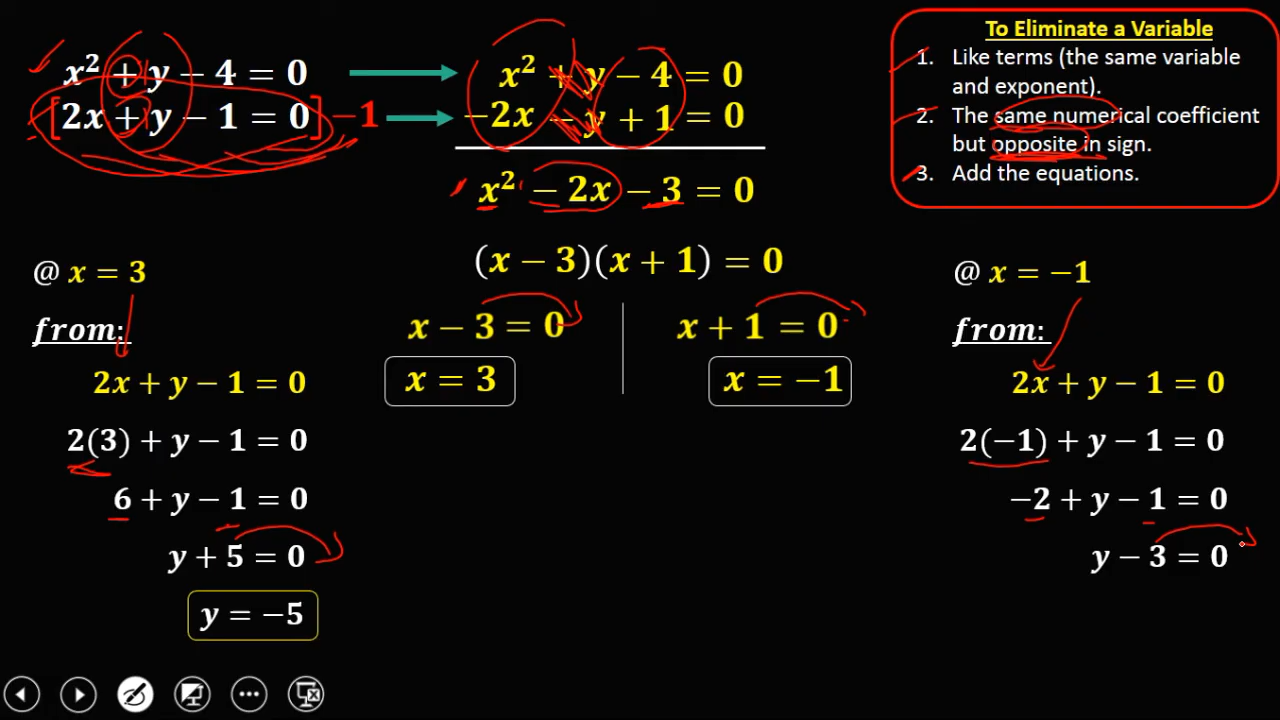 x² + y − 4 = 0
[2x + y − 1 = 0] −1
x² + y − 4 = 0
−2x − y + 1 = 0
x² − 2x − 3 = 0
(x − 3)(x + 1) = 0
x − 3 = 0
x = 3
x + 1 = 0
x = −1
To Eliminate a Variable
1. Like terms (the same variable
and exponent).
2. The same numerical coefficient
but opposite in sign.
3. Add the equations.
@ x = 3
from:
2x + y − 1 = 0
2(3) + y − 1 = 0
6 + y − 1 = 0
y + 5 = 0
y = −5
@ x = −1
from:
2x + y − 1 = 0
2(−1) + y − 1 = 0
−2 + y − 1 = 0
y − 3 = 0